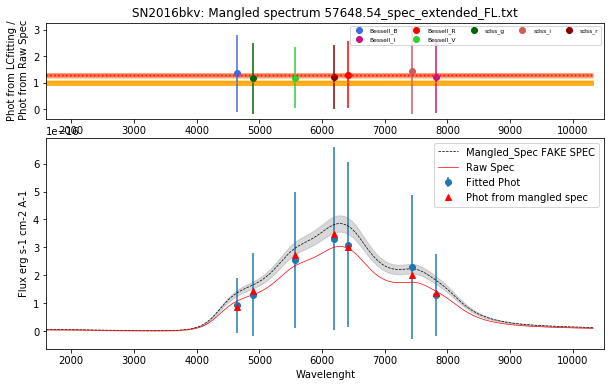 SN2016bkv: Mangled spectrum 57648.54_spec_extended_FL.txt
Phot from LCfitting /
Phot from Raw Spec
3
2
1
0
Bessell_B
Bessell_I
Bessell_R
Bessell_V
sdss_g
sdss_i
sdss_r
2000 3000 4000 5000 6000 7000 8000 9000 10000
1e−16
Flux erg s-1 cm-2 A-1
6
5
4
3
2
1
0
Mangled_Spec FAKE SPEC
Raw Spec
Fitted Phot
Phot from mangled spec
2000 3000 4000 5000 6000 7000 8000 9000 10000
Wavelenght